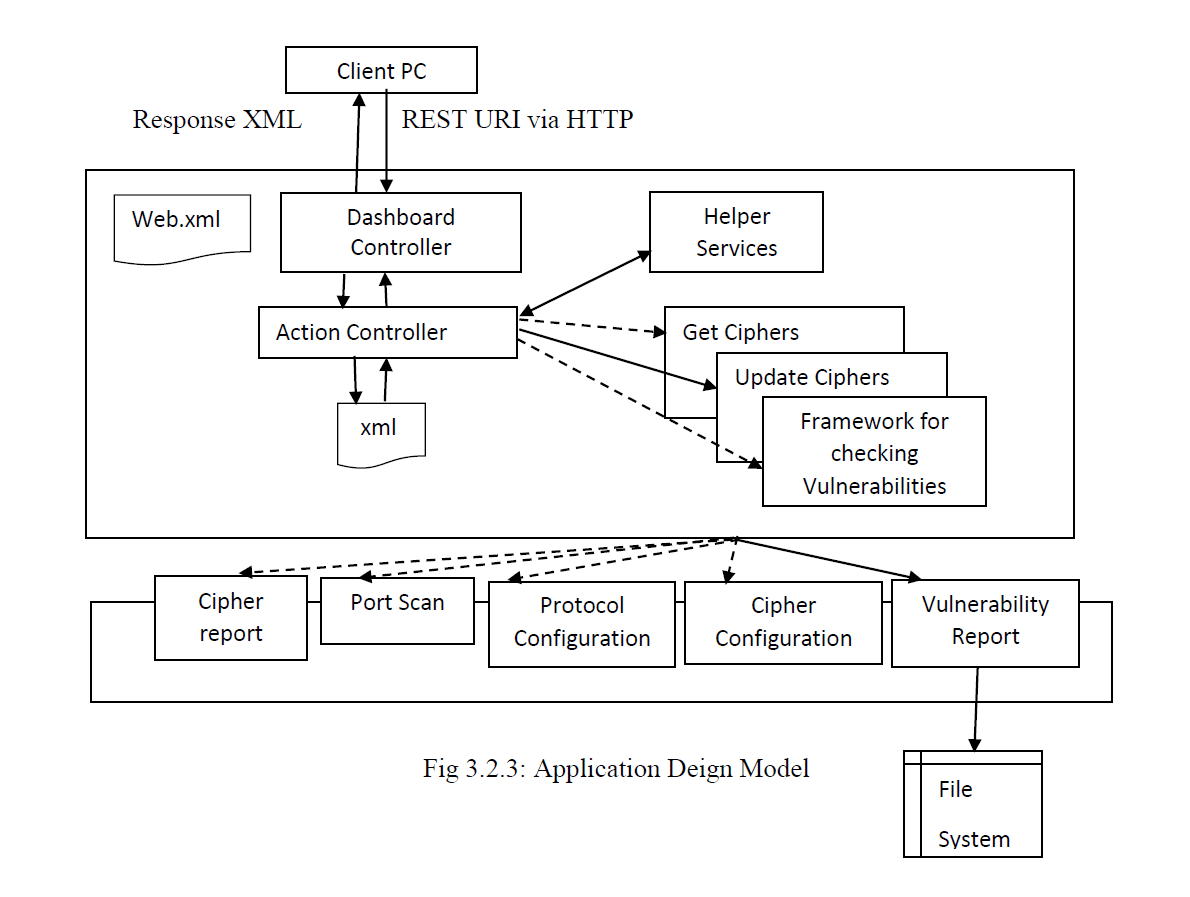 Client PC
Response XML
REST URI via HTTP
Web.xml
Dashboard
Controller
Helper
Services
Action Controller
Get Ciphers
Update Ciphers
xml
Framework for
checking
Vulnerabilities
Cipher
report
Port Scan
Protocol
Configuration
Cipher
Configuration
Vulnerability
Report
Fig 3.2.3: Application Deign Model
File
System